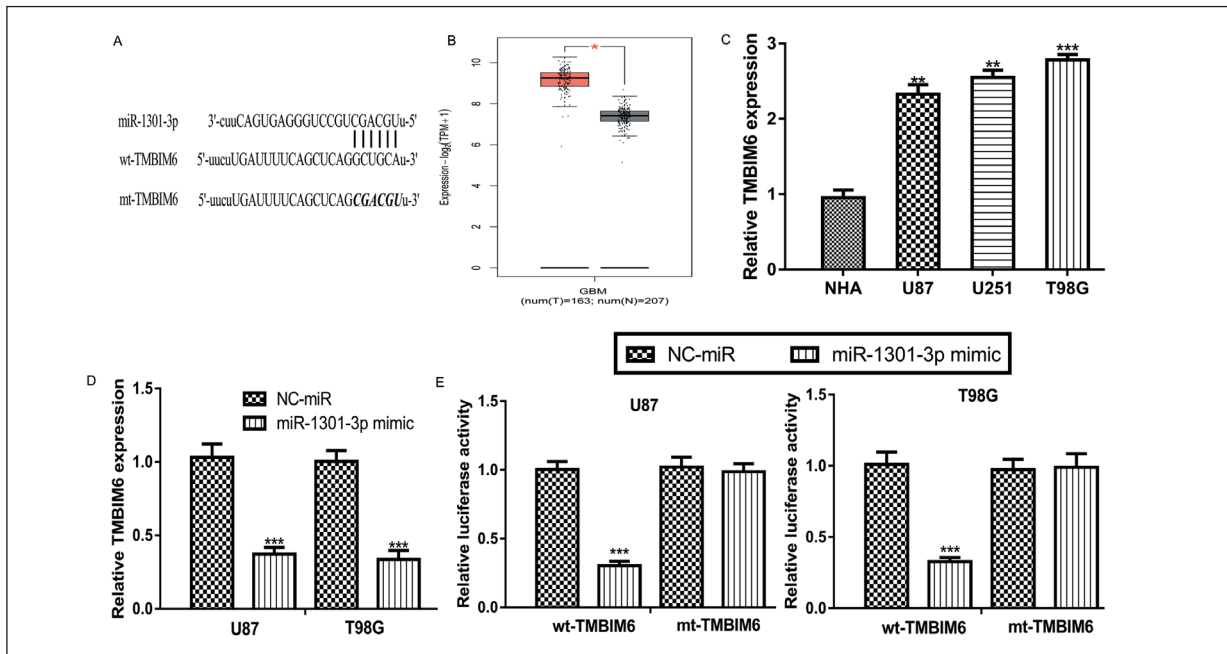 A
miR-1301-3p 3'-cuuCAGUGAGGGUCCGUCGACGUu-5'
wt-TMBIM6 5'-uucuUGAUUUUCAGCUCAGGCUGCAu-3'
mt-TMBIM6 5'-uucuUGAUUUUCAGCUCAGCGACGUu-3'
B
Expression – log2(TPM+1)
10
8
6
4
2
0
*
GBM
(num(T)=163; num(N)=207)
C
Relative TMBIM6 expression
3
2
1
0
** ** ***
NHA U87 U251 T98G
NC-miR miR-1301-3p mimic
D
Relative TMBIM6 expression
1.5
1.0
0.5
0.0
NC-miR
miR-1301-3p mimic
*** ***
U87 T98G
E
U87
Relative luciferase activity
1.5
1.0
0.5
0.0
***
wt-TMBIM6 mt-TMBIM6
T98G
Relative luciferase activity
1.5
1.0
0.5
0.0
***
wt-TMBIM6 mt-TMBIM6